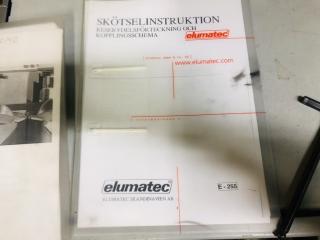 SKÖTSELINSTRUKTION
RESERVDELSFÖRTECKNING OCH
KOPPLINGSSCHEMA
elumatec
www.elumatec.com
elumatec
ELUMATEC SKANDINAVIEN AB
E - 255